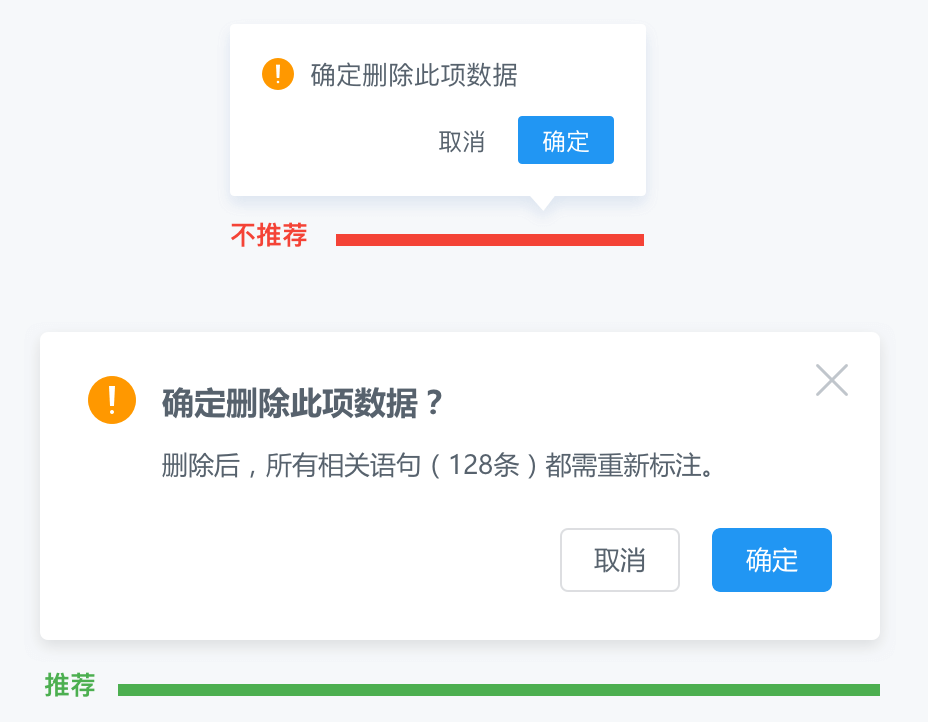 确定删除此项数据
取消 确定
不推荐
确定删除此项数据？
删除后，所有相关语句（128条）都需重新标注。
取消 确定
推荐